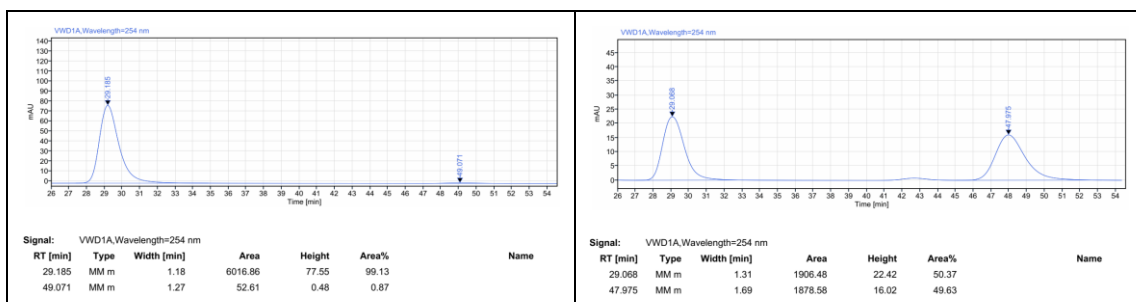 VWD1A,Wavelength=254 nm
140
130
120
110
100
90
80
70
60
50
40
30
20
10
0
mAU
29.185
49.071
26 27 28 29 30 31 32 33 34 35 36 37 38 39 40 41 42 43 44 45 46 47 48 49 50 51 52 53 54
Time [min]
Signal: VWD1A,Wavelength=254 nm
RT [min] Type Width [min] Area Height Area% Name
29.185 MM m 1.18 6016.86 77.55 99.13
49.071 MM m 1.27 52.61 0.48 0.87
VWD1A,Wavelength=254 nm
45
40
35
30
25
20
15
10
5
0
mAU
29.068
47.975
26 27 28 29 30 31 32 33 34 35 36 37 38 39 40 41 42 43 44 45 46 47 48 49 50 51 52 53 54
Time [min]
Signal: VWD1A,Wavelength=254 nm
RT [min] Type Width [min] Area Height Area% Name
29.068 MM m 1.31 1906.48 22.42 50.37
47.975 MM m 1.69 1878.58 16.02 49.63